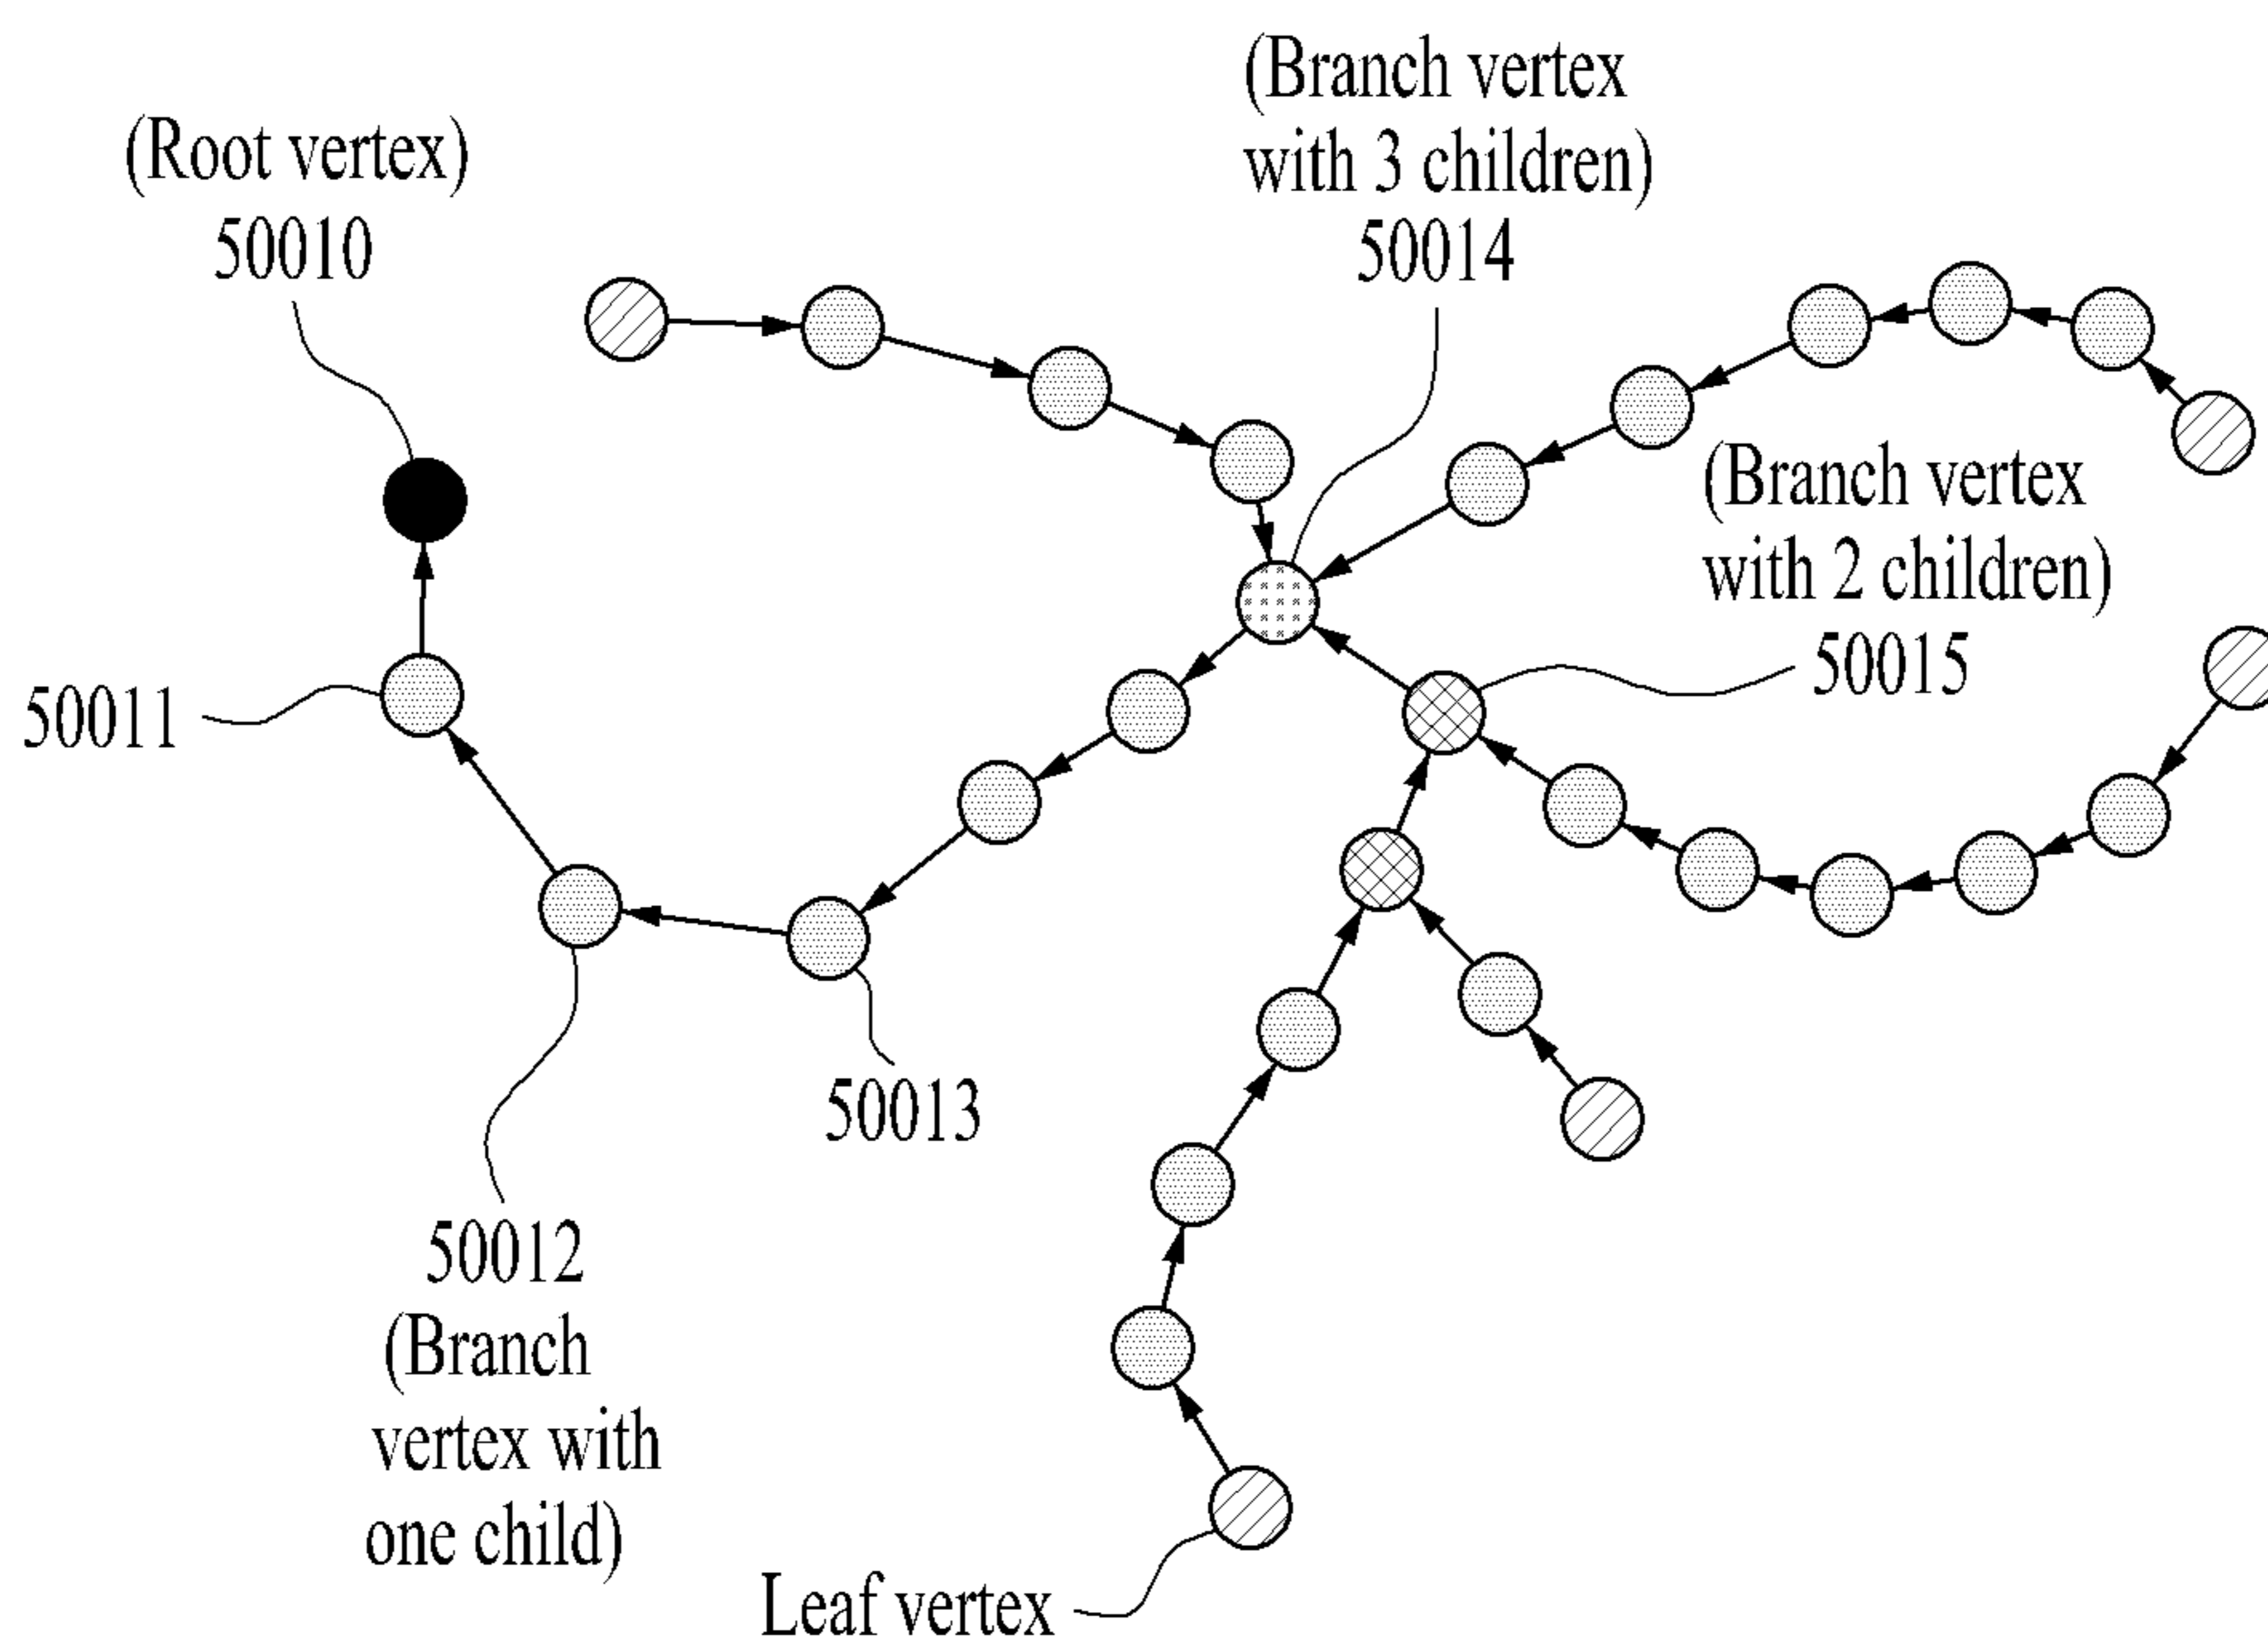 (Root vertex)
50010
(Branch vertex
with 3 children)
50014
(Branch vertex
with 2 children)
50015
50011
50013
50012
(Branch
vertex with
one child)
Leaf vertex